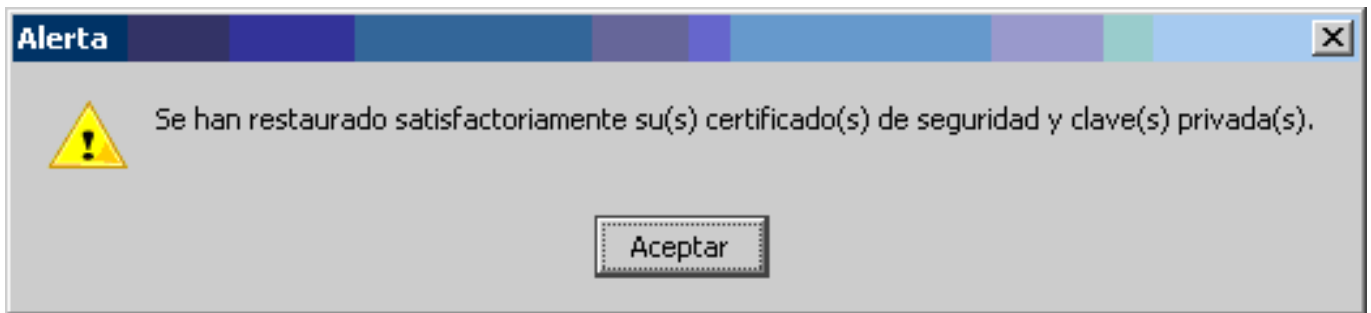 Alerta
Se han restaurado satisfactoriamente su(s) certificado(s) de seguridad y clave(s) privada(s).
Aceptar